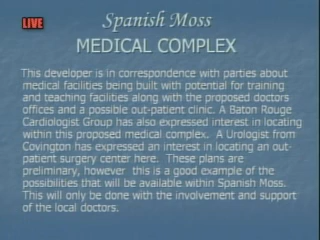 LIVE
Spanish Moss
MEDICAL COMPLEX
This developer is in correspondence with parties about
medical facilities being built with potential for training
and teaching facilities along with the proposed doctors
offices and a possible out-patient clinic. A Baton Rouge
Cardiologist Group has also expressed interest in locating
within this proposed medical complex. A Urologist from
Covington has expressed an interest in locating an out-
patient surgery center here. These plans are
preliminary, however this is a good example of the
possibilities that will be available within Spanish Moss.
This will only be done with the involvement and support
of the local doctors.